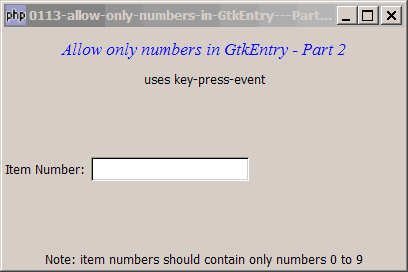 php 0113-allow-only-numbers-in-GtkEntry---Part...
Allow only numbers in GtkEntry - Part 2
uses key-press-event
Item Number:
Note: item numbers should contain only numbers 0 to 9